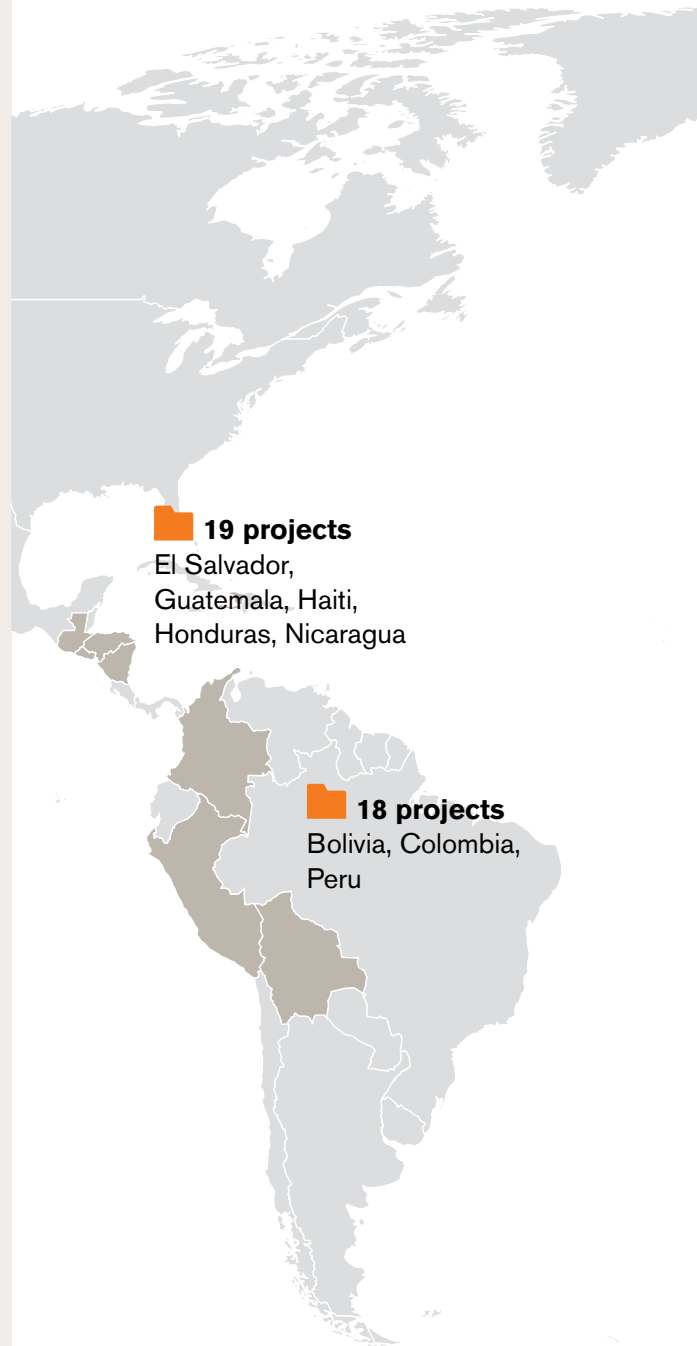 19 projects
El Salvador,
Guatemala, Haiti,
Honduras, Nicaragua
18 projects
Bolivia, Colombia,
Peru